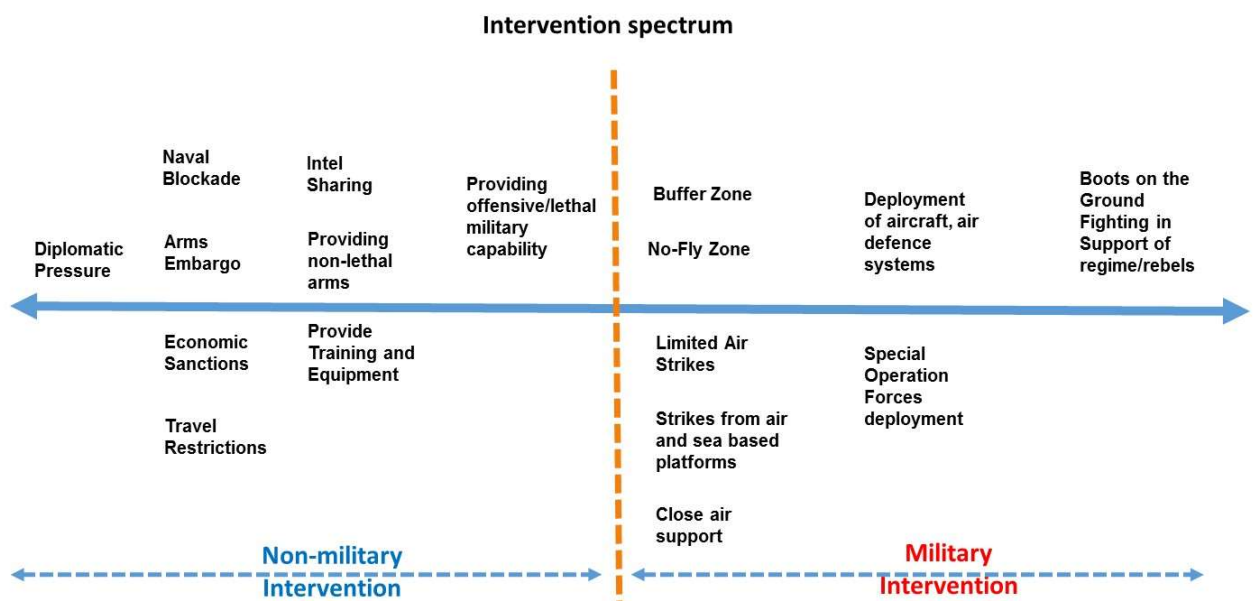 Intervention spectrum
Diplomatic
Pressure
Naval
Blockade
Arms
Embargo
Economic
Sanctions
Travel
Restrictions
Intel
Sharing
Providing
non-lethal
arms
Provide
Training and
Equipment
Providing
offensive/lethal
military
capability
Buffer Zone
No-Fly Zone
Limited Air
Strikes
Strikes from air
and sea based
platforms
Close air
support
Deployment
of aircraft, air
defence
systems
Special
Operation
Forces
deployment
Boots on the
Ground
Fighting in
Support of
regime/rebels
Non-military
Intervention
Military
Intervention